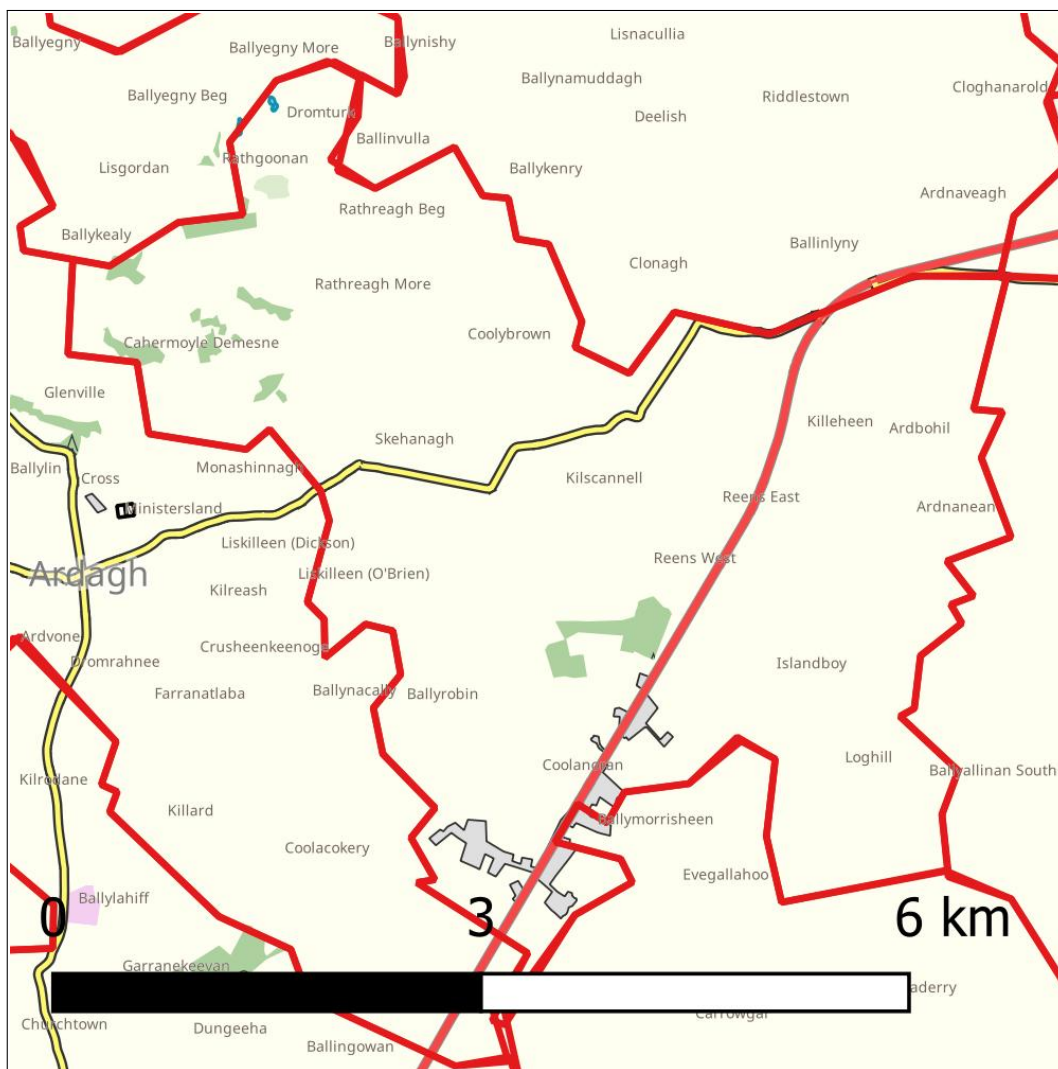 Lisnacullia
Ballyegny
Ballyegny More
Ballynishy
Ballynamuddagh
Cloghanarold
Ballyegny Beg
Riddlestown
Dromturk
Deelish
Ballinvulla
Rathgoonan
Lisgordan
Ballykenry
Ardnaveagh
Rathreagh Beg
Ballykealy
Ballinlyny
Clonagh
Rathreagh More
Coolybrown
Cahermoyle Demesne
Glenville
Killeheen
Ardbohil
Skehanagh
Ballylin
Monashinnagh
Cross
Kilscannell
Reens East
Ministersland
Ardnanean
Liskilleen (Dickson)
Reens West
Ardagh
Liskilleen (O'Brien)
Kilreash
Ardvone
Crusheenkeenoge
Dromrahnee
Islandboy
Farranatlaba
Ballynacally
Ballyrobin
Loghill
Coolanoran
Ballyallinan South
Kilrodane
Killard
Ballymorrisheen
Coolacokery
Evegallahoo
Ballylahiff
0
3
6 km
Garranekeevan
aderry
Carrowgar
Churchtown
Dungeeha
Ballingowan